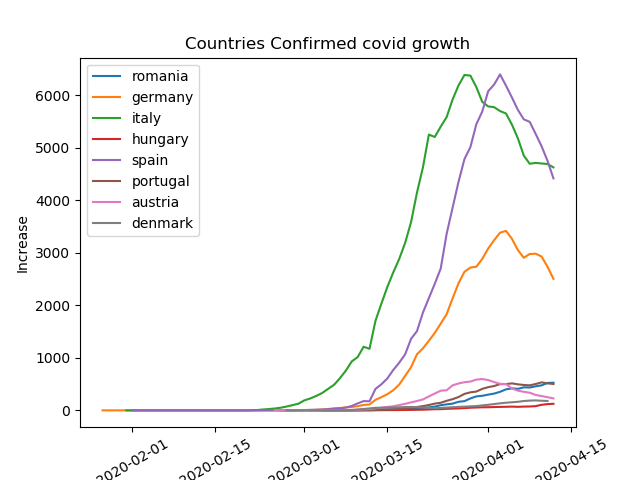 Countries Confirmed covid growth
romania
germany
italy
hungary
spain
portugal
austria
denmark
Increase
6000
5000
4000
3000
2000
1000
0
2020-02-01
2020-02-15
2020-03-01
2020-03-15
2020-04-01
2020-04-15